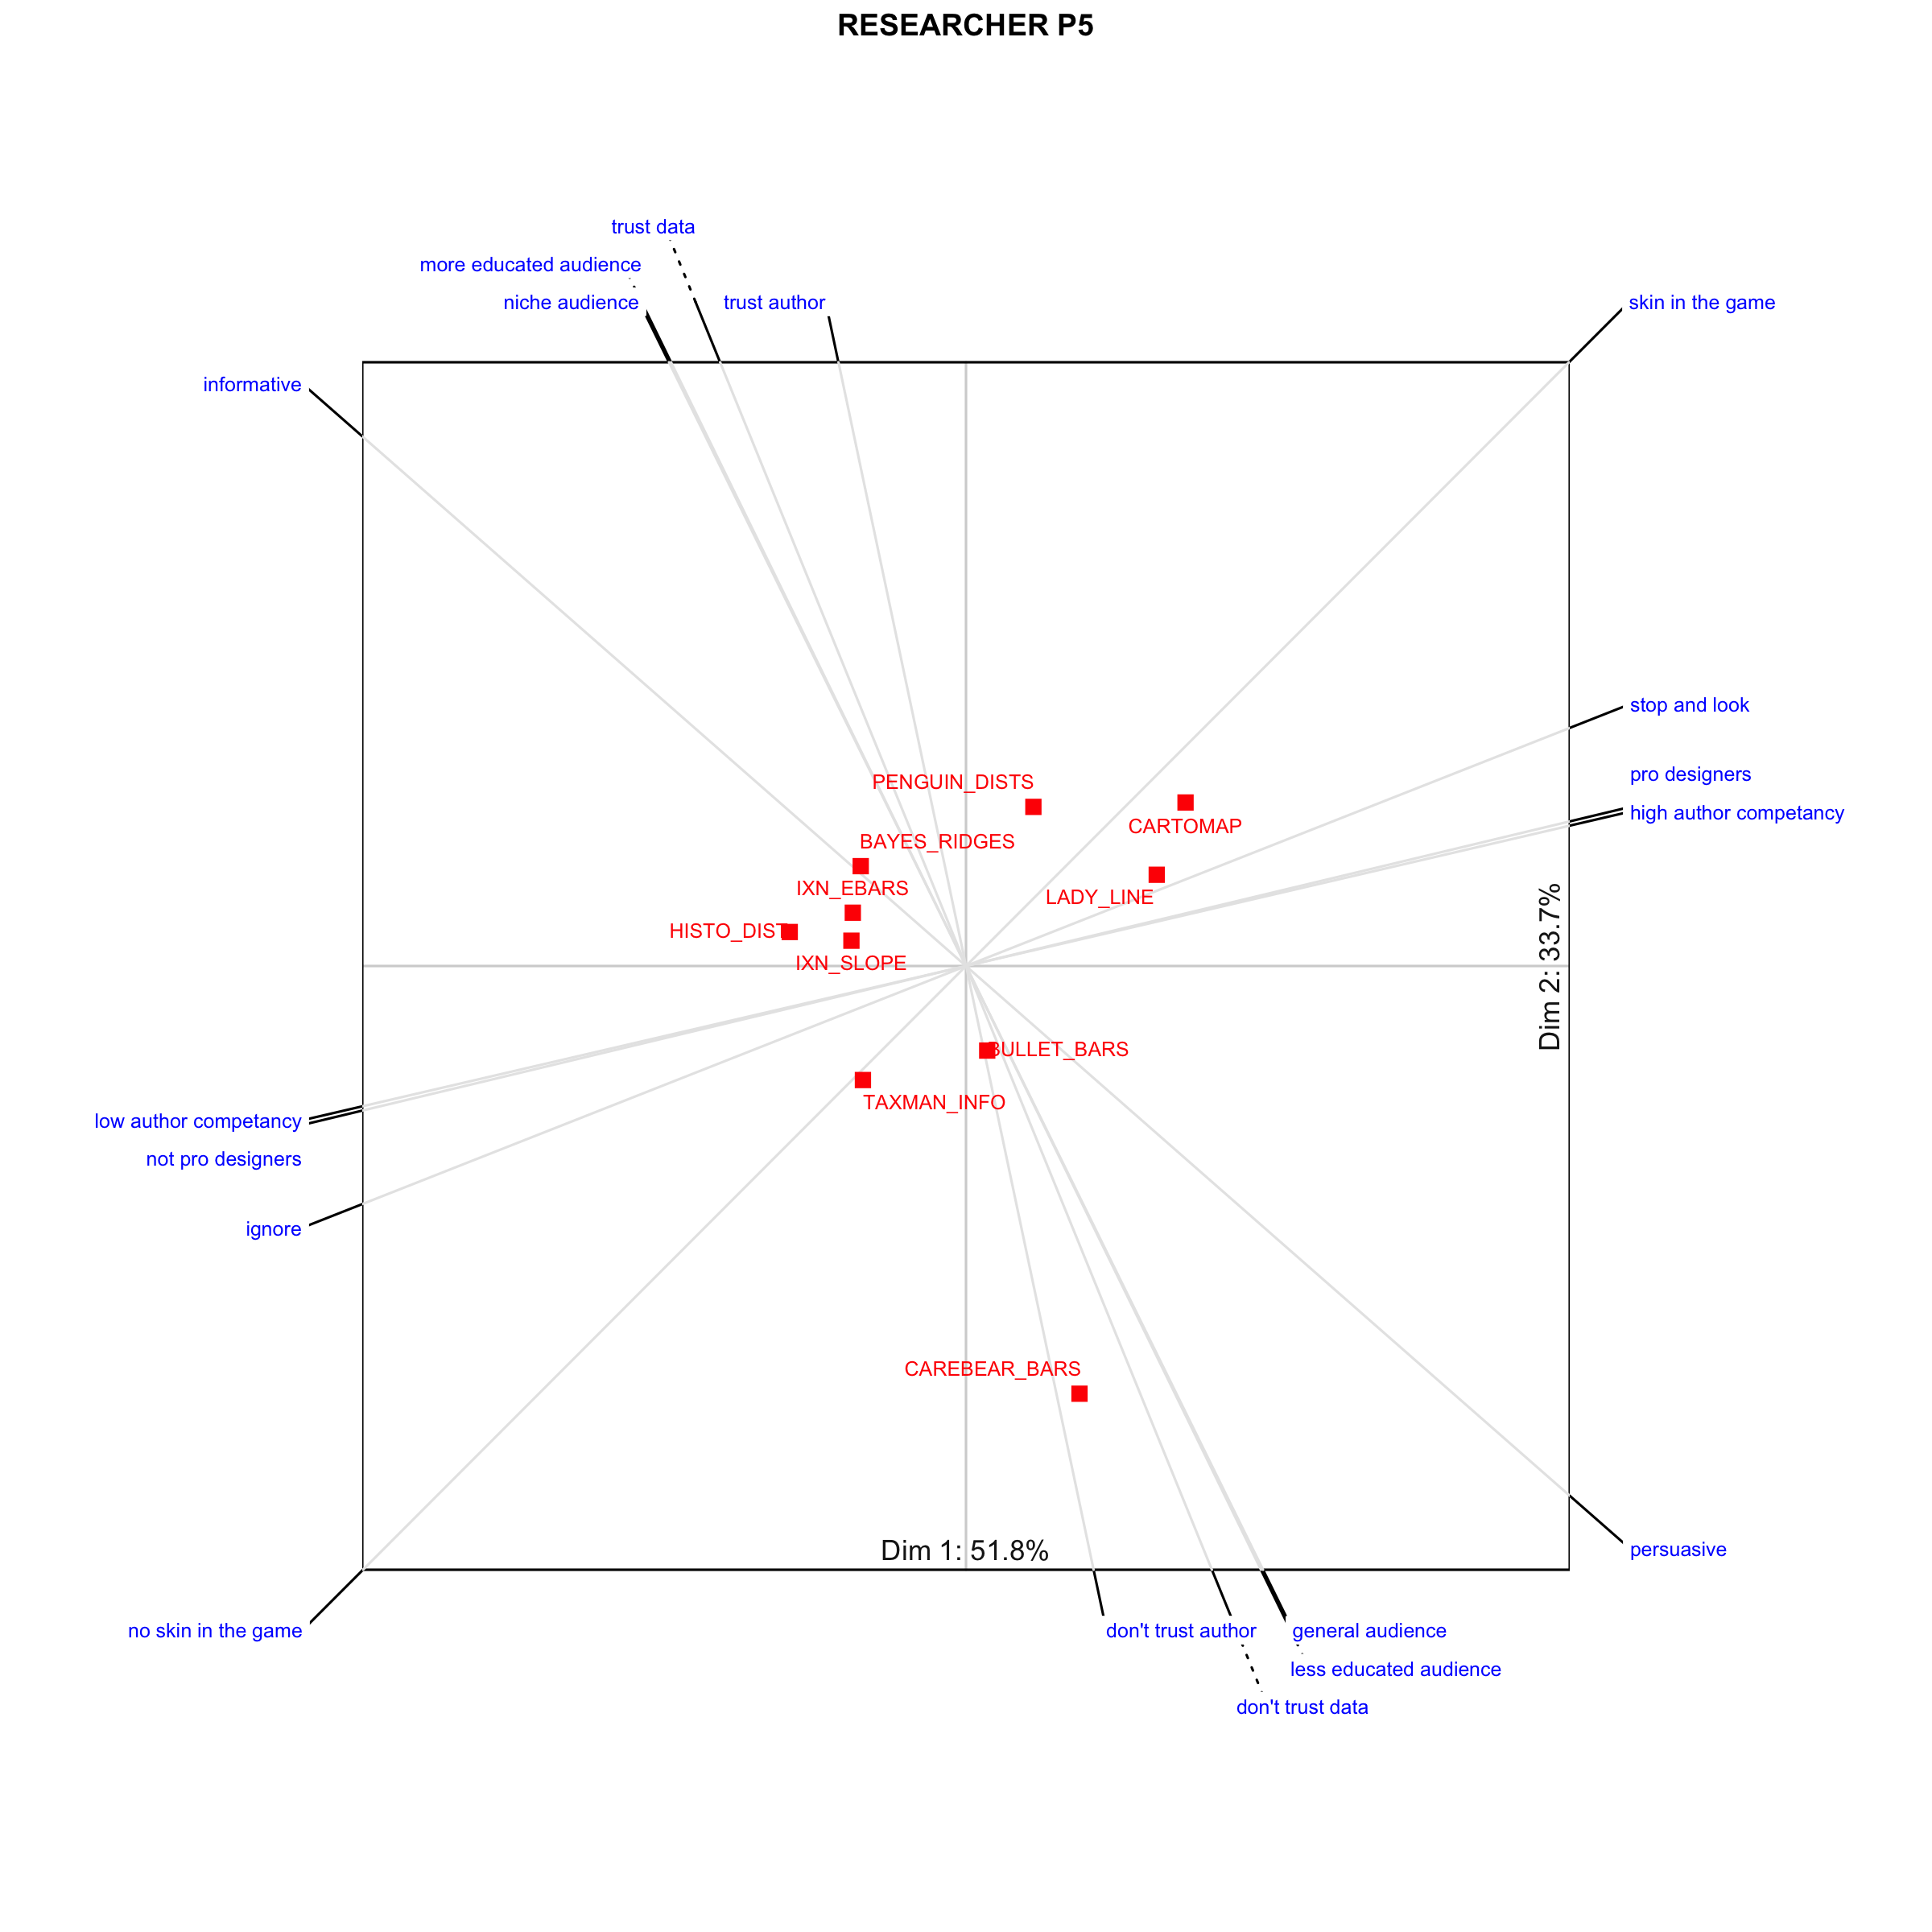 RESEARCHER P5
trust data
more educated audience
niche audience
trust author
skin in the game
informative
stop and look
pro designers
high author competancy
PENGUIN_DISTS
CARTOMAP
BAYES_RIDGES
IXN_EBARS
LADY_LINE
HISTO_DIST
IXN_SLOPE
Dim 2: 33.7%
BULLET_BARS
TAXMAN_INFO
low author competancy
not pro designers
ignore
CAREBEAR_BARS
Dim 1: 51.8%
persuasive
no skin in the game
don't trust author
general audience
less educated audience
don't trust data